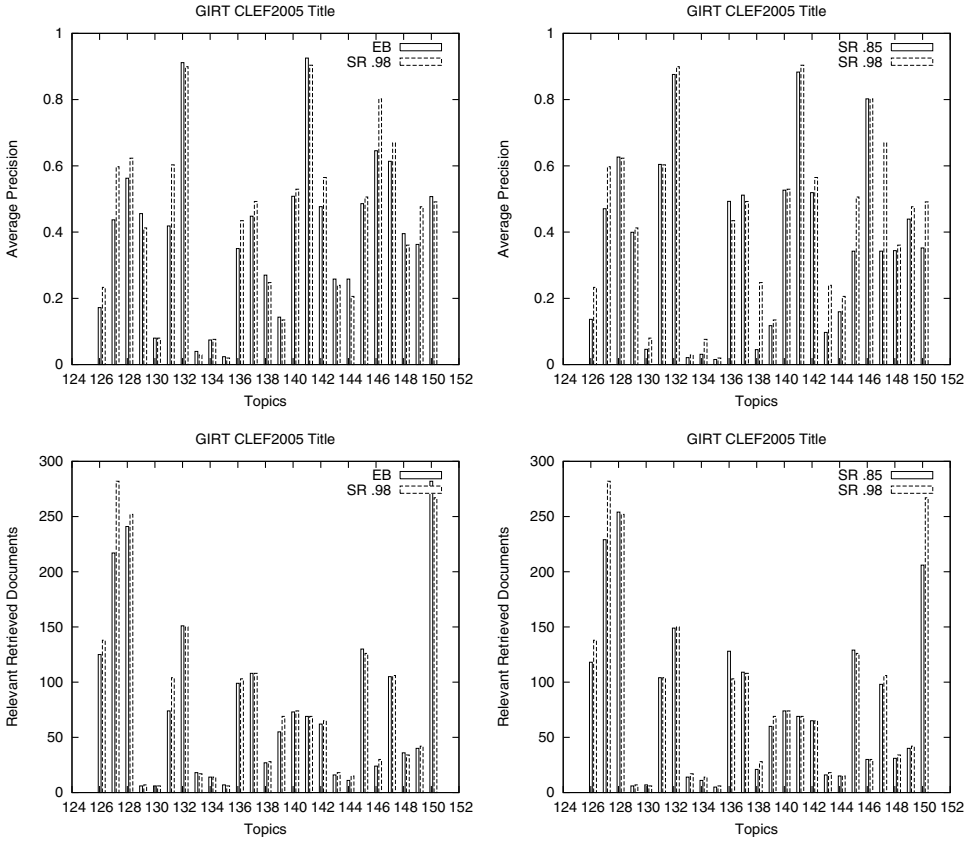 GIRT CLEF2005 Title
EB
SR .98
1
0.8
0.6
0.4
0.2
0
Average Precision
124 126 128 130 132 134 136 138 140 142 144 146 148 150 152
Topics
GIRT CLEF2005 Title
SR .85
SR .98
1
0.8
0.6
0.4
0.2
0
Average Precision
124 126 128 130 132 134 136 138 140 142 144 146 148 150 152
Topics
GIRT CLEF2005 Title
EB
SR .98
300
250
200
150
100
50
0
Relevant Retrieved Documents
124 126 128 130 132 134 136 138 140 142 144 146 148 150 152
Topics
GIRT CLEF2005 Title
SR .85
SR .98
300
250
200
150
100
50
0
Relevant Retrieved Documents
124 126 128 130 132 134 136 138 140 142 144 146 148 150 152
Topics